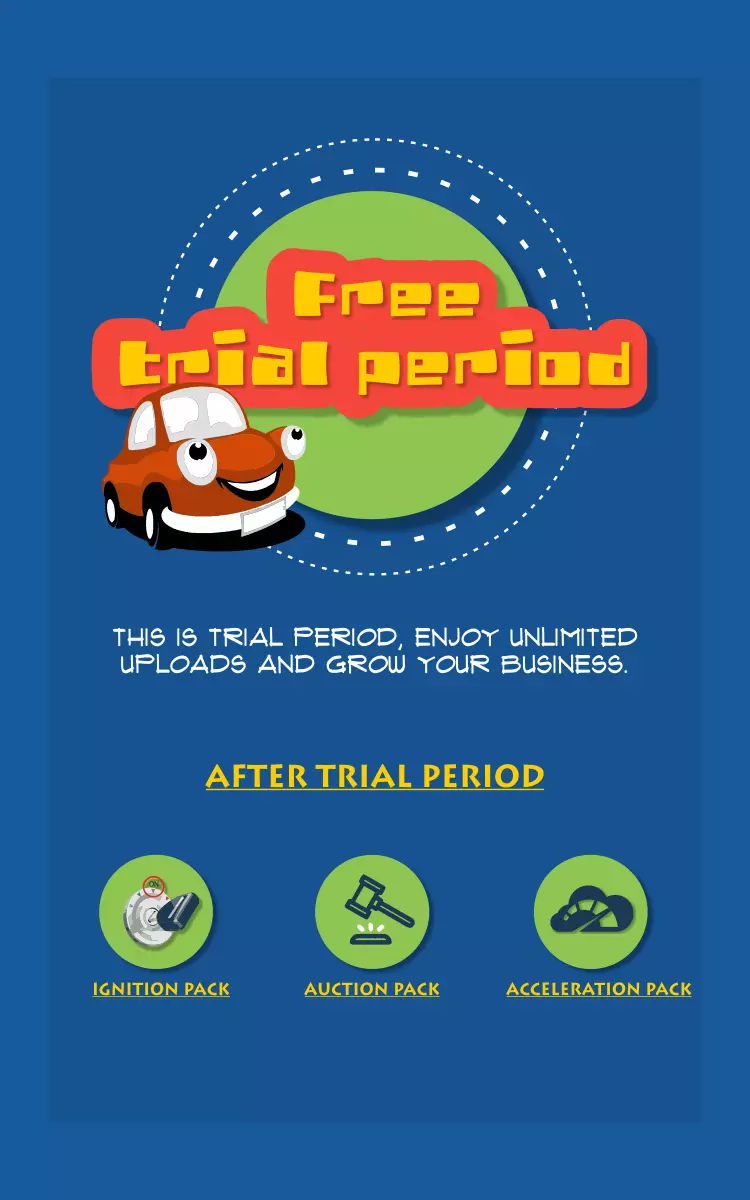 Free
trial period
THIS IS TRIAL PERIOD, ENJOY UNLIMITED
UPLOADS AND GROW YOUR BUSINESS.
AFTER TRIAL PERIOD
IGNITION PACK
AUCTION PACK
ACCELERATION PACK